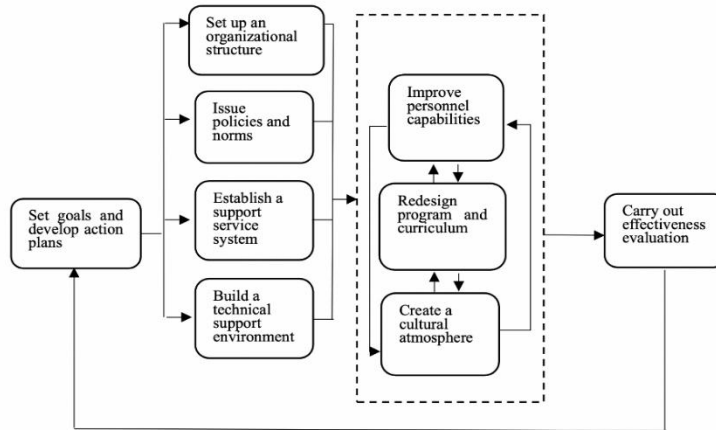 Set up an
organizational
structure
Issue
policies and
norms
Establish a
support
service
system
Build a
technical
support
environment
Set goals and
develop action
plans
Improve
personnel
capabilities
Redesign
program and
curriculum
Create a
cultural
atmosphere
Carry out
effectiveness
evaluation